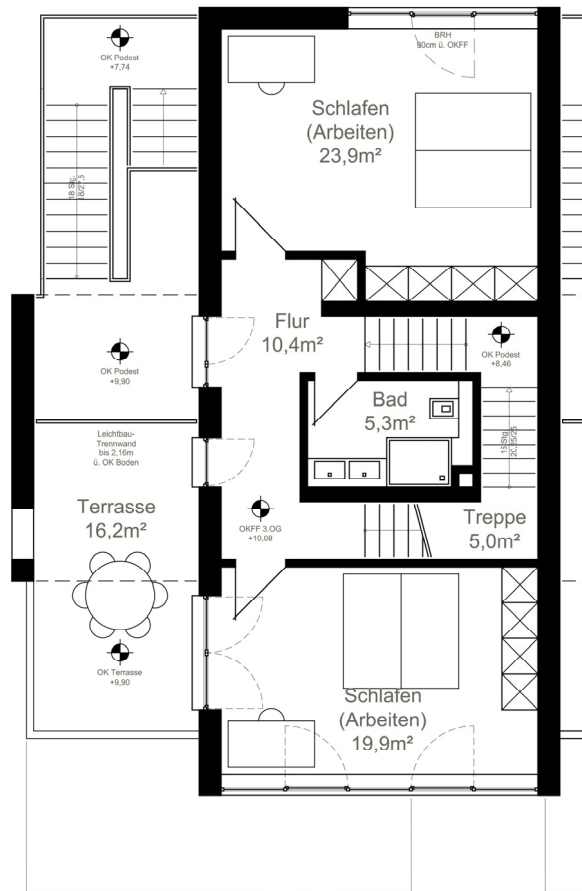 BRH
90cm ü. OKFF
OK Podest
+7,74
Schlafen
(Arbeiten)
23,9m²
18 Stg.
18/27,5
Flur
10,4m²
OK Podest
+9,90
OK Podest
+8,46
Bad
5,3m²
Leichtbau-
Trennwand
bis 2,16m
ü. OK Boden
16 Stg.
20,25/25
Terrasse
16,2m²
OKFF 3.OG
+10,08
Treppe
5,0m²
OK Terrasse
+9,90
Schlafen
(Arbeiten)
19,9m²